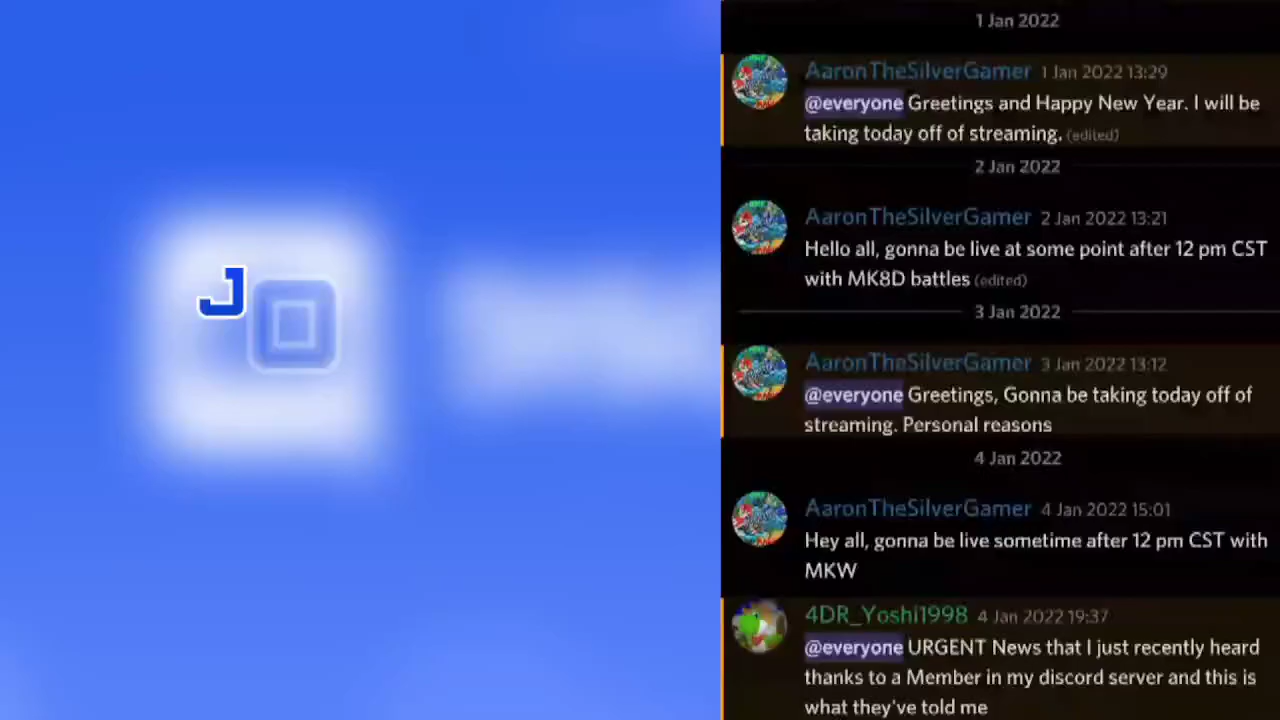 J
1 Jan 2022
AaronTheSilverGamer 1 Jan 2022 13:29
@everyone Greetings and Happy New Year. I will be
taking today off of streaming. (edited)
2 Jan 2022
AaronTheSilverGamer 2 Jan 2022 13:21
Hello all, gonna be live at some point after 12 pm CST
with MK8D battles (edited)
3 Jan 2022
AaronTheSilverGamer 3 Jan 2022 13:12
@everyone Greetings, Gonna be taking today off of
streaming. Personal reasons
4 Jan 2022
AaronTheSilverGamer 4 Jan 2022 15:01
Hey all, gonna be live sometime after 12 pm CST with
MKW
4DR_Yoshi1998 4 Jan 2022 19:37
@everyone URGENT News that I just recently heard
thanks to a Member in my discord server and this is
what they've told me